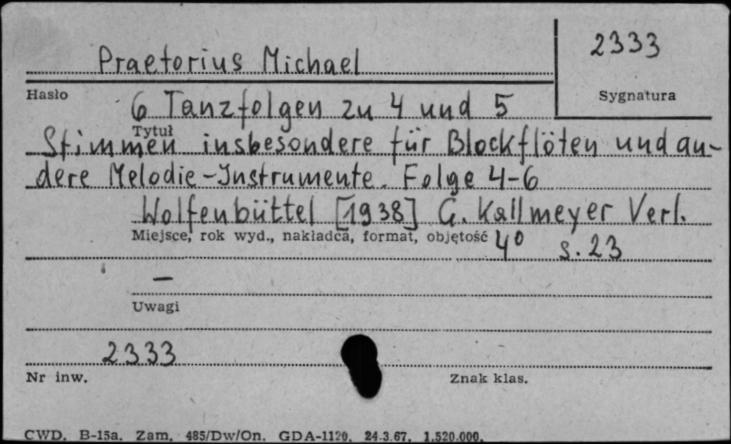 Praetorius Michael
2333
Hasło
Sygnatura
6 Tanzfolgen zu 4 und 5
Tytuł
Stimmen insbesondere für Blockflöten und an-
dere Melodie-Instrumente. Folge 4-6
Wolfenbüttel [1938] G. Kallmeyer Verl.
Miejsce, rok wyd., nakładca, format, objętość
4° s. 23
—
Uwagi
2333
Nr inw.
Znak klas.
CWD. B-15a. Zam. 485/Dw/On. GDA-1120. 24.3.67. 1.520.000.